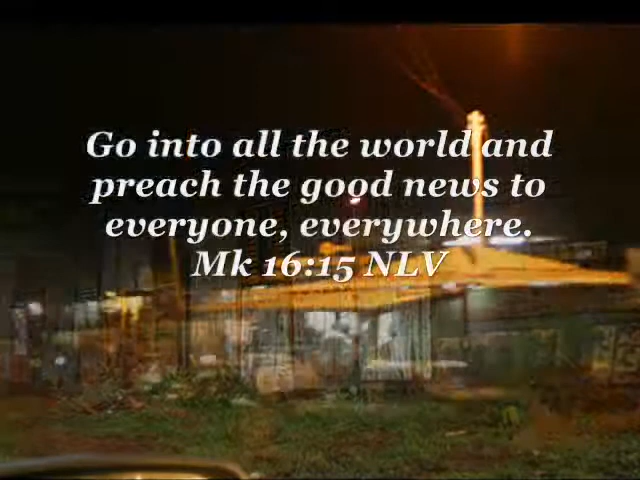 Go into all the world and
preach the good news to
everyone, everywhere.
Mk 16:15 NLV